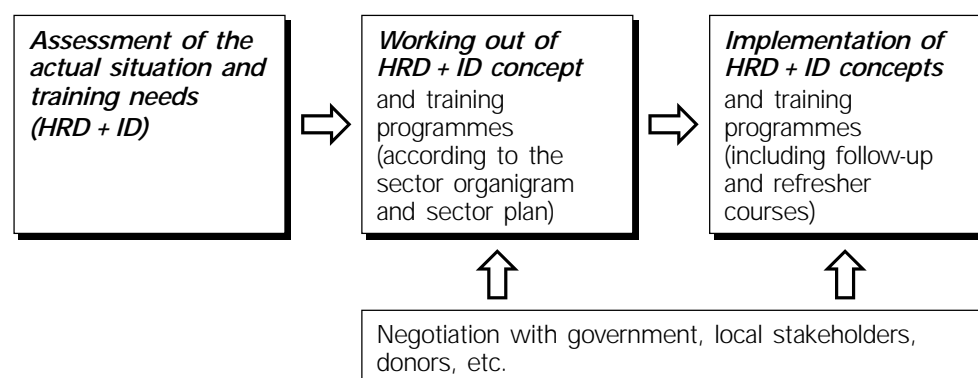 Assessment of the
actual situation and
training needs
(HRD + ID)
Working out of
HRD + ID concept
and training
programmes
(according to the
sector organigram
and sector plan)
Implementation of
HRD + ID concepts
and training
programmes
(including follow-up
and refresher
courses)
Negotiation with government, local stakeholders,
donors, etc.